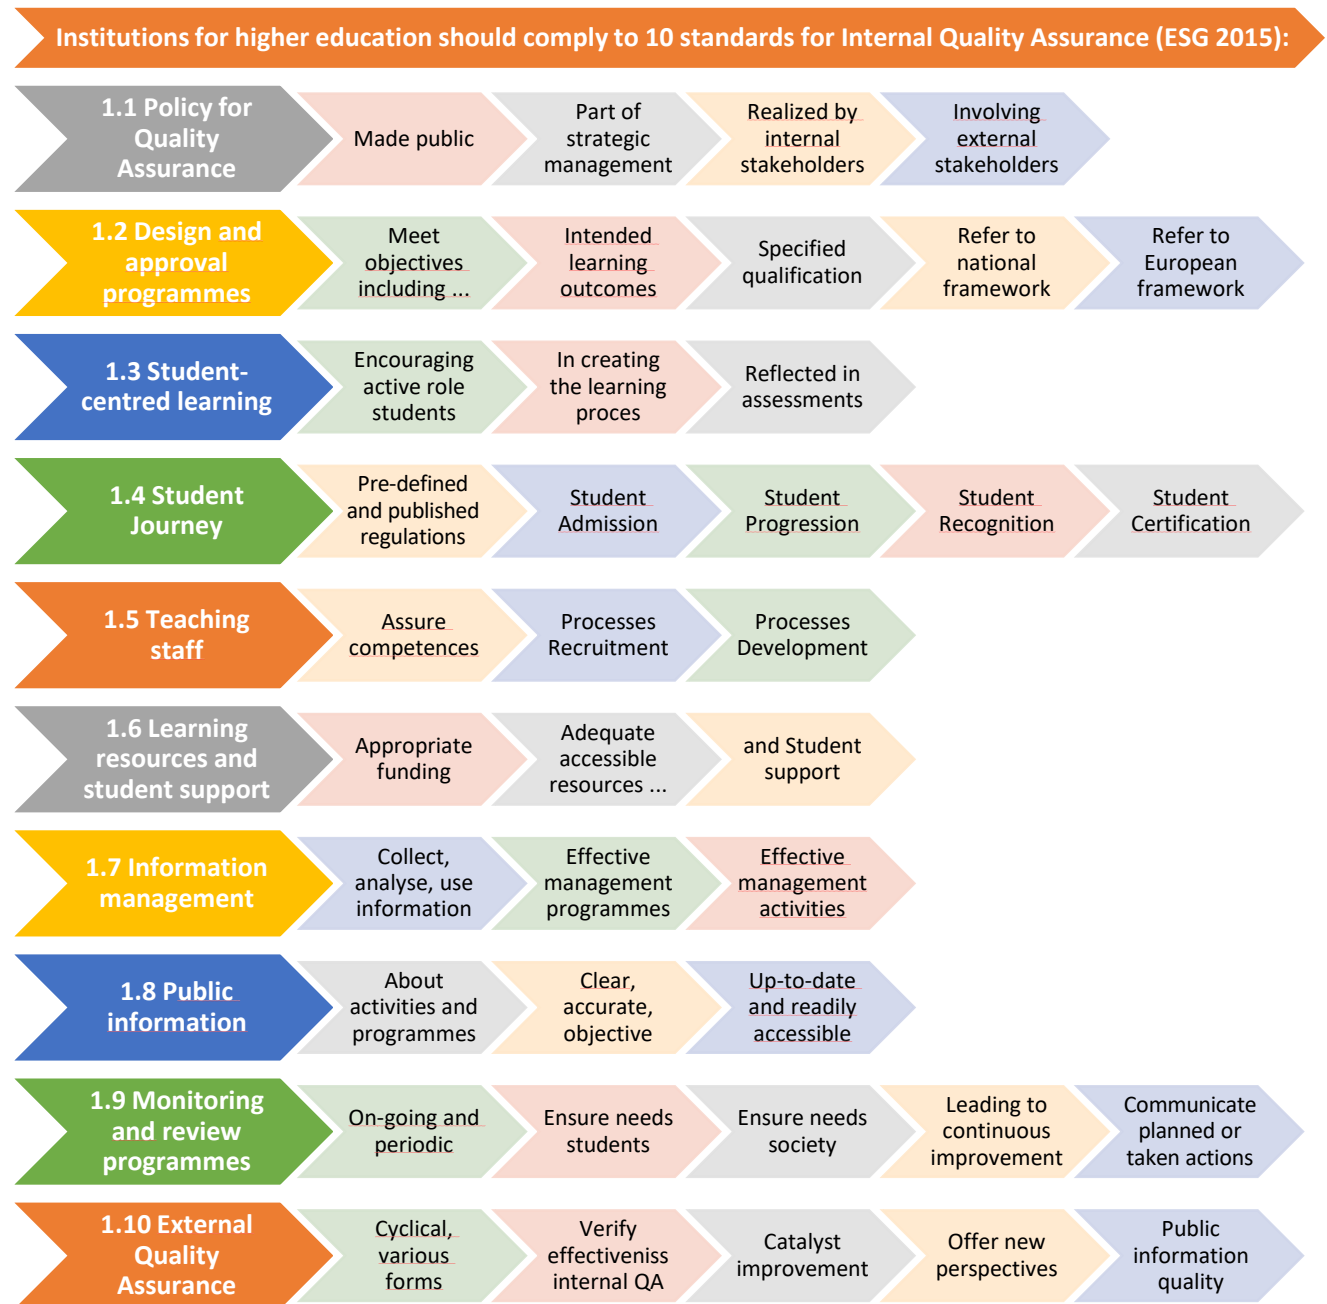 Institutions for higher education should comply to 10 standards for Internal Quality Assurance (ESG 2015):
1.1 Policy for
Quality
Assurance
Made public
Part of
strategic
management
Realized by
internal
stakeholders
Involving
external
stakeholders
1.2 Design and
approval
programmes
Meet
objectives
including ...
Intended
learning
outcomes
Specified
qualification
Refer to
national
framework
Refer to
European
framework
1.3 Student-
centred learning
Encouraging
active role
students
In creating
the learning
proces
Reflected in
assessments
1.4 Student
Journey
Pre-defined
and published
regulations
Student
Admission
Student
Progression
Student
Recognition
Student
Certification
1.5 Teaching
staff
Assure
competences
Processes
Recruitment
Processes
Development
1.6 Learning
resources and
student support
Appropriate
funding
Adequate
accessible
resources ...
and Student
support
1.7 Information
management
Collect,
analyse, use
information
Effective
management
programmes
Effective
management
activities
1.8 Public
information
About
activities and
programmes
Clear,
accurate,
objective
Up-to-date
and readily
accessible
1.9 Monitoring
and review
programmes
On-going and
periodic
Ensure needs
students
Ensure needs
society
Leading to
continuous
improvement
Communicate
planned or
taken actions
1.10 External
Quality
Assurance
Cyclical,
various
forms
Verify
effectiveniss
internal QA
Catalyst
improvement
Offer new
perspectives
Public
information
quality